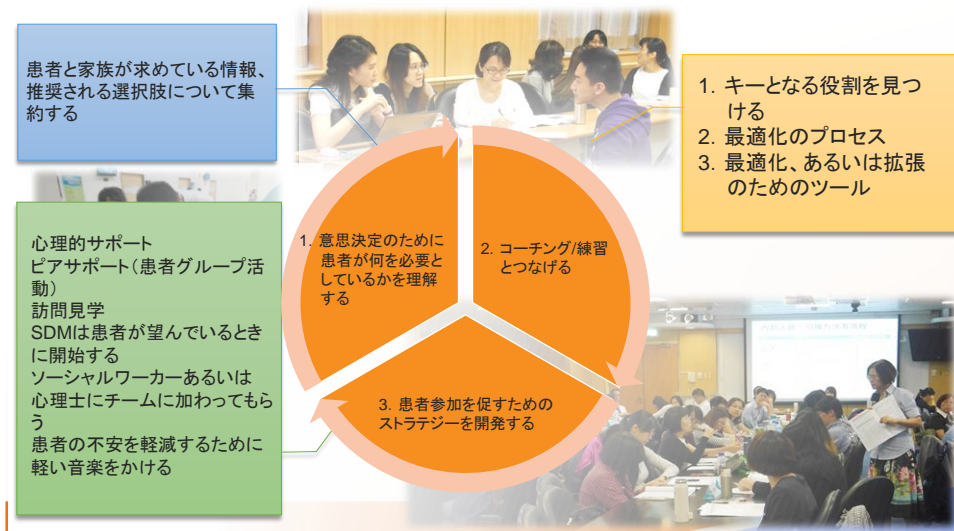 患者と家族が求めている情報、
推奨される選択肢について集
約する
1. キーとなる役割を見つ
ける
2. 最適化のプロセス
3. 最適化、あるいは拡張
のためのツール
心理的サポート
ピアサポート(患者グループ活
動)
訪問見学
SDMは患者が望んでいるとき
に開始する
ソーシャルワーカーあるいは
心理士にチームに加わってもら
う
患者の不安を軽減するために
軽い音楽をかける
1. 意思決定のために
患者が何を必要と
しているかを理解
する
2. コーチング/練習
とつなげる
3. 患者参加を促すための
ストラテジーを開発する